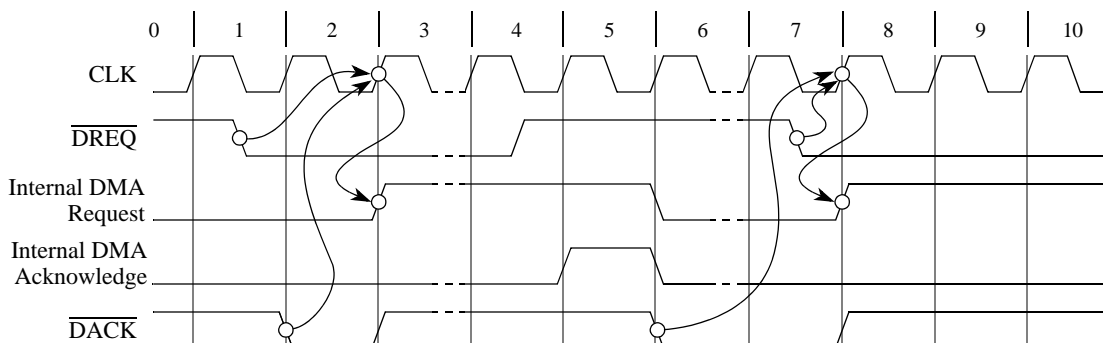 0 1 2 3 4 5 6 7 8 9 10
CLK
DREQ
Internal DMA
Request
Internal DMA
Acknowledge
DACK